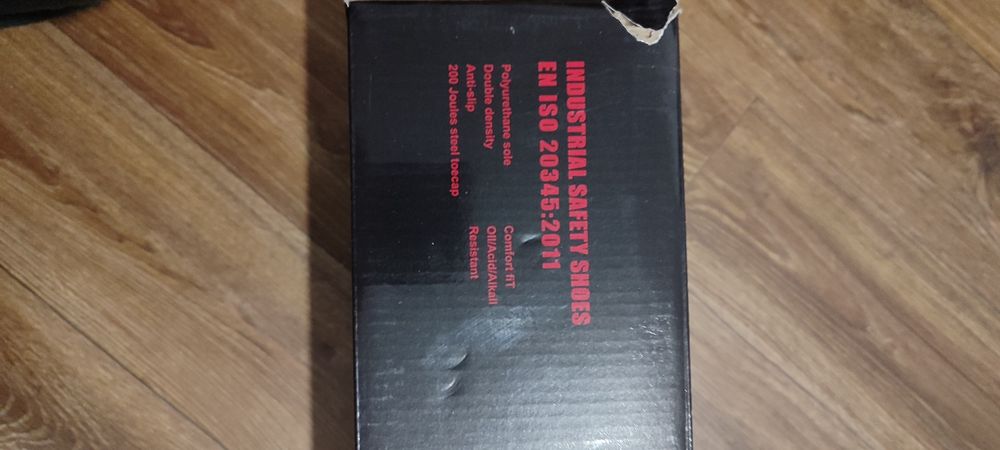 INDUSTRIAL SAFETY SHOES
EN ISO 20345:2011
Polyurethane sole
Double density
Anti-slip
200 Joules steel toecap
Comfort fiT
OIl/Acid/Alkali
Resistant